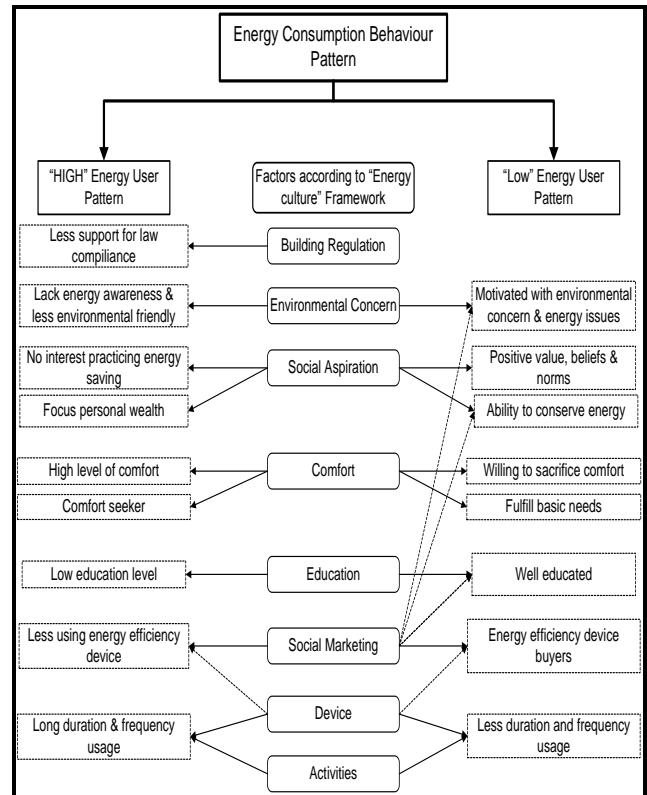 Energy Consumption Behaviour
Pattern
“HIGH” Energy User
Pattern
Factors according to “Energy
culture” Framework
“Low” Energy User
Pattern
Less support for law
compiliance
Building Regulation
Lack energy awareness &
less environmental friendly
Environmental Concern
Motivated with environmental
concern & energy issues
No interest practicing energy
saving
Social Aspiration
Positive value, beliefs &
norms
Focus personal wealth
Ability to conserve energy
High level of comfort
Comfort
Willing to sacrifice comfort
Comfort seeker
Fulfill basic needs
Low education level
Education
Well educated
Less using energy efficiency
device
Social Marketing
Energy efficiency device
buyers
Device
Long duration & frequency
usage
Less duration and frequency
usage
Activities